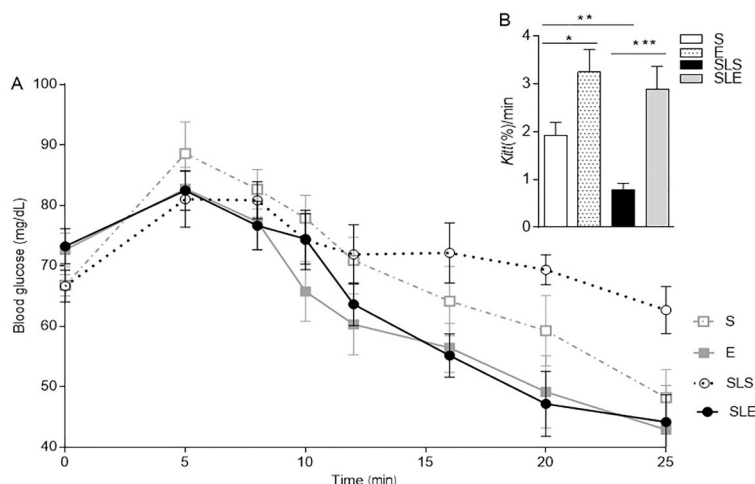 B
**
*
***
S
E
SLS
SLE
4
3
2
1
0
Kitt(%)/min
A
100
90
80
70
60
50
40
Blood glucose (mg/dL)
0
5
10
15
20
25
Time (min)
S
E
SLS
SLE